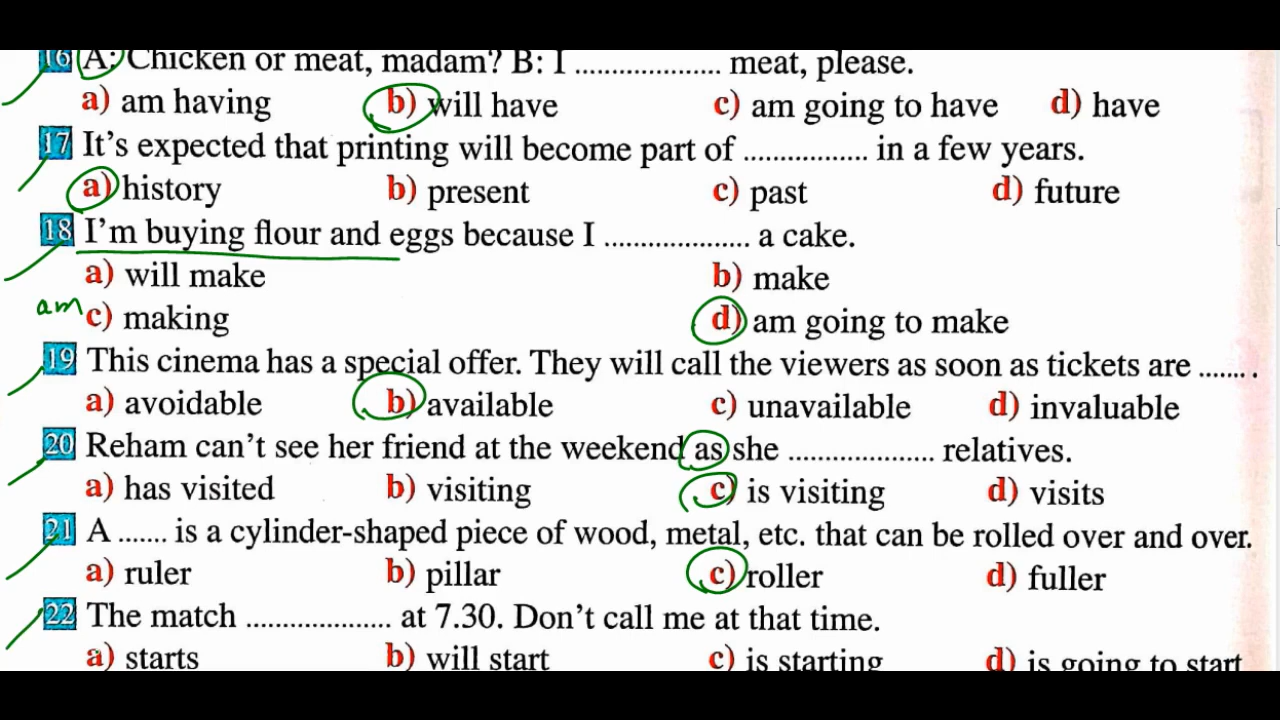 16 A: Chicken or meat, madam? B: I .................... meat, please.
a) am having b) will have c) am going to have d) have
17 It's expected that printing will become part of ................. in a few years.
a) history b) present c) past d) future
18 I'm buying flour and eggs because I .................... a cake.
a) will make b) make
am c) making d) am going to make
19 This cinema has a special offer. They will call the viewers as soon as tickets are ....... .
a) avoidable b) available c) unavailable d) invaluable
20 Reham can't see her friend at the weekend as she .................... relatives.
a) has visited b) visiting c) is visiting d) visits
21 A ....... is a cylinder-shaped piece of wood, metal, etc. that can be rolled over and over.
a) ruler b) pillar c) roller d) fuller
22 The match .................... at 7.30. Don't call me at that time.
a) starts b) will start c) is starting d) is going to start